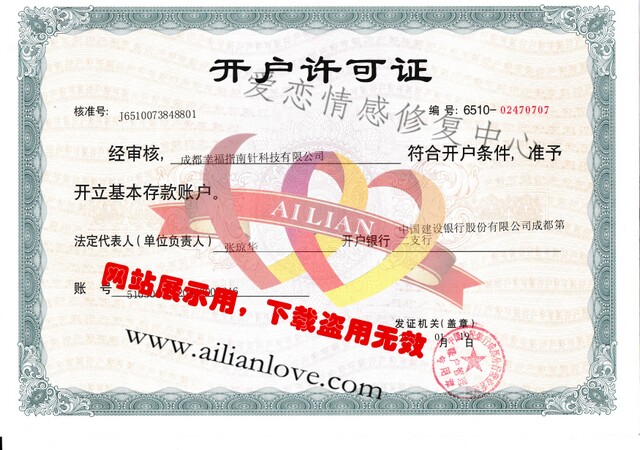 开户许可证
爱恋情感修复中心
核准号: J6510073848801
编号: 6510-02470707
经审核, 成都幸福指南针科技有限公司 符合开户条件, 准予
开立基本存款账户。
AILIAN
法定代表人(单位负责人) 张琼华 开户银行 中国建设银行股份有限公司成都第二支行
账 号
网站展示用，下载盗用无效
发证机关(盖章)
月 日
www.ailianlove.com